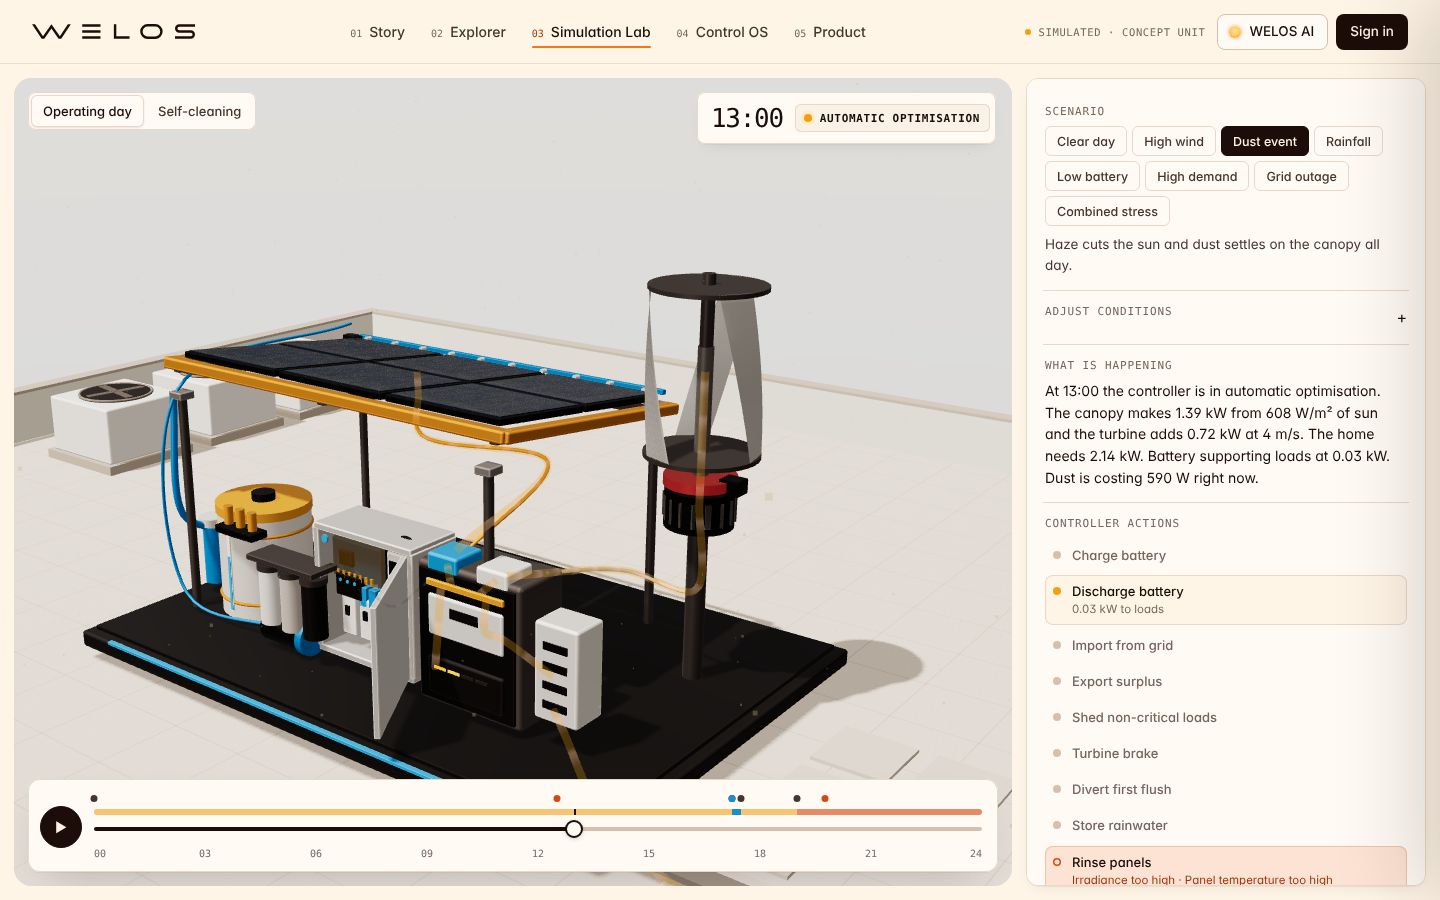 WELOS
01 Story
02 Explorer
03 Simulation Lab
04 Control OS
05 Product
SIMULATED · CONCEPT UNIT
WELOS AI
Sign in
Operating day
Self-cleaning
13:00
AUTOMATIC OPTIMISATION
00 03 06 09 12 15 18 21 24
SCENARIO
Clear day
High wind
Dust event
Rainfall
Low battery
High demand
Grid outage
Combined stress
Haze cuts the sun and dust settles on the canopy all
day.
ADJUST CONDITIONS
+
WHAT IS HAPPENING
At 13:00 the controller is in automatic optimisation.
The canopy makes 1.39 kW from 608 W/m² of sun
and the turbine adds 0.72 kW at 4 m/s. The home
needs 2.14 kW. Battery supporting loads at 0.03 kW.
Dust is costing 590 W right now.
CONTROLLER ACTIONS
Charge battery
Discharge battery
0.03 kW to loads
Import from grid
Export surplus
Shed non-critical loads
Turbine brake
Divert first flush
Store rainwater
Rinse panels
Irradiance too high · Panel temperature too high